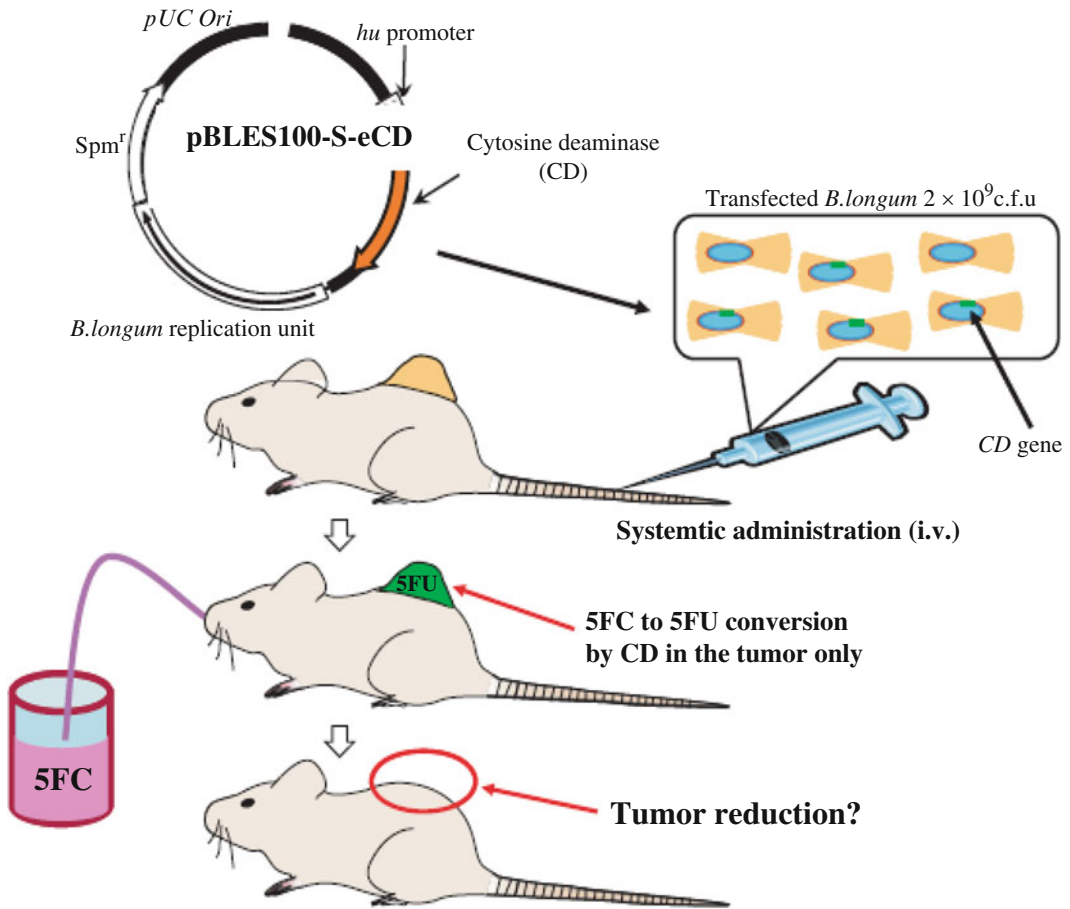 pUC Ori
hu promoter
Spmʳ
pBLES100-S-eCD
Cytosine deaminase
(CD)
Transfected B.longum 2 × 10⁹c.f.u
B.longum replication unit
CD gene
Systemtic administration (i.v.)
5FU
5FC to 5FU conversion
by CD in the tumor only
5FC
Tumor reduction?